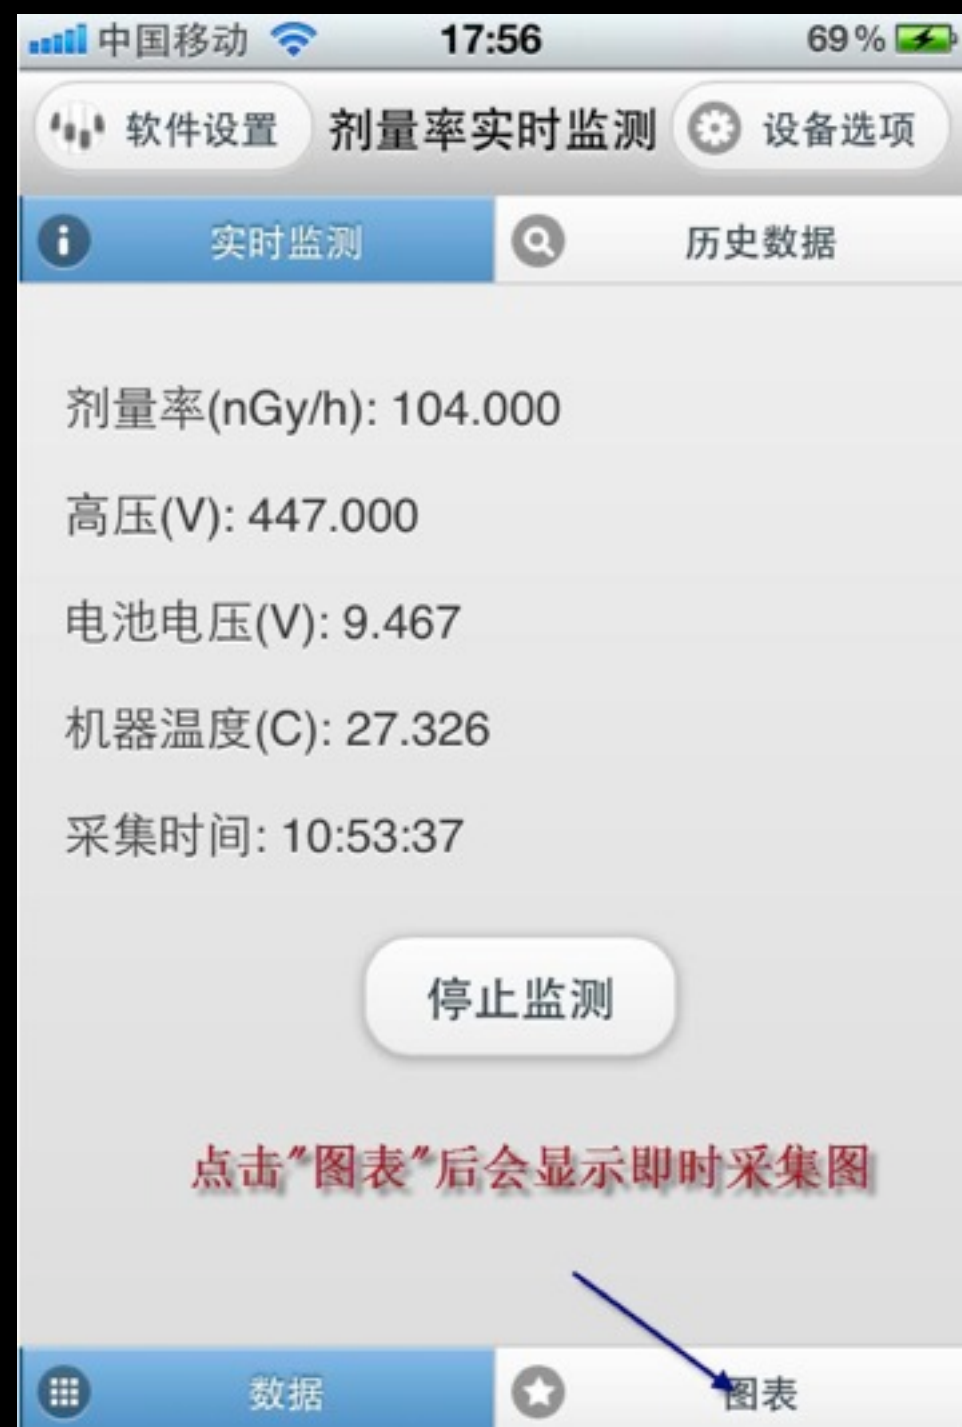 中国移动 17:56 69%
软件设置 剂量率实时监测 设备选项
实时监测 历史数据
剂量率(nGy/h): 104.000
高压(V): 447.000
电池电压(V): 9.467
机器温度(C): 27.326
采集时间: 10:53:37
停止监测
点击"图表"后会显示即时采集图
数据 图表